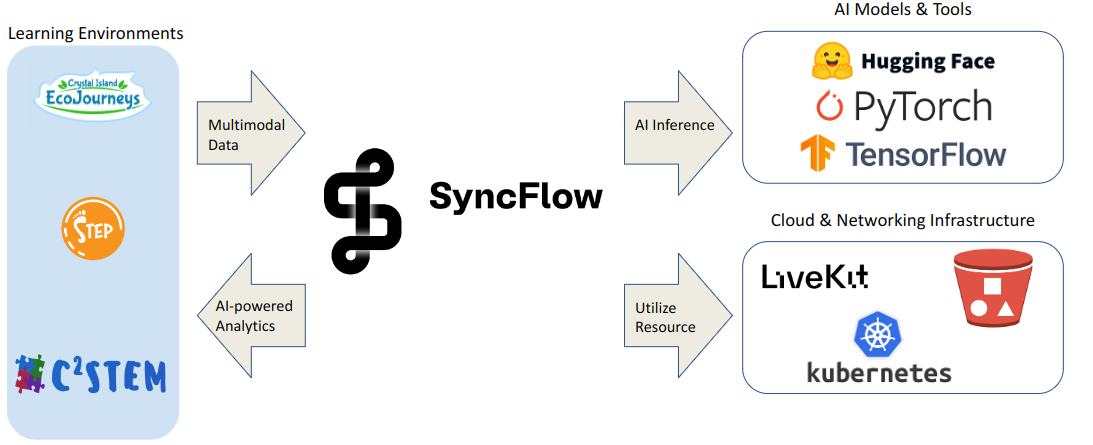 Learning Environments
Crystal Island
EcoJourneys
STEP
C²STEM
Multimodal
Data
AI-powered
Analytics
SyncFlow
AI Inference
Utilize
Resource
AI Models & Tools
Hugging Face
PyTorch
TensorFlow
Cloud & Networking Infrastructure
LiveKit
kubernetes